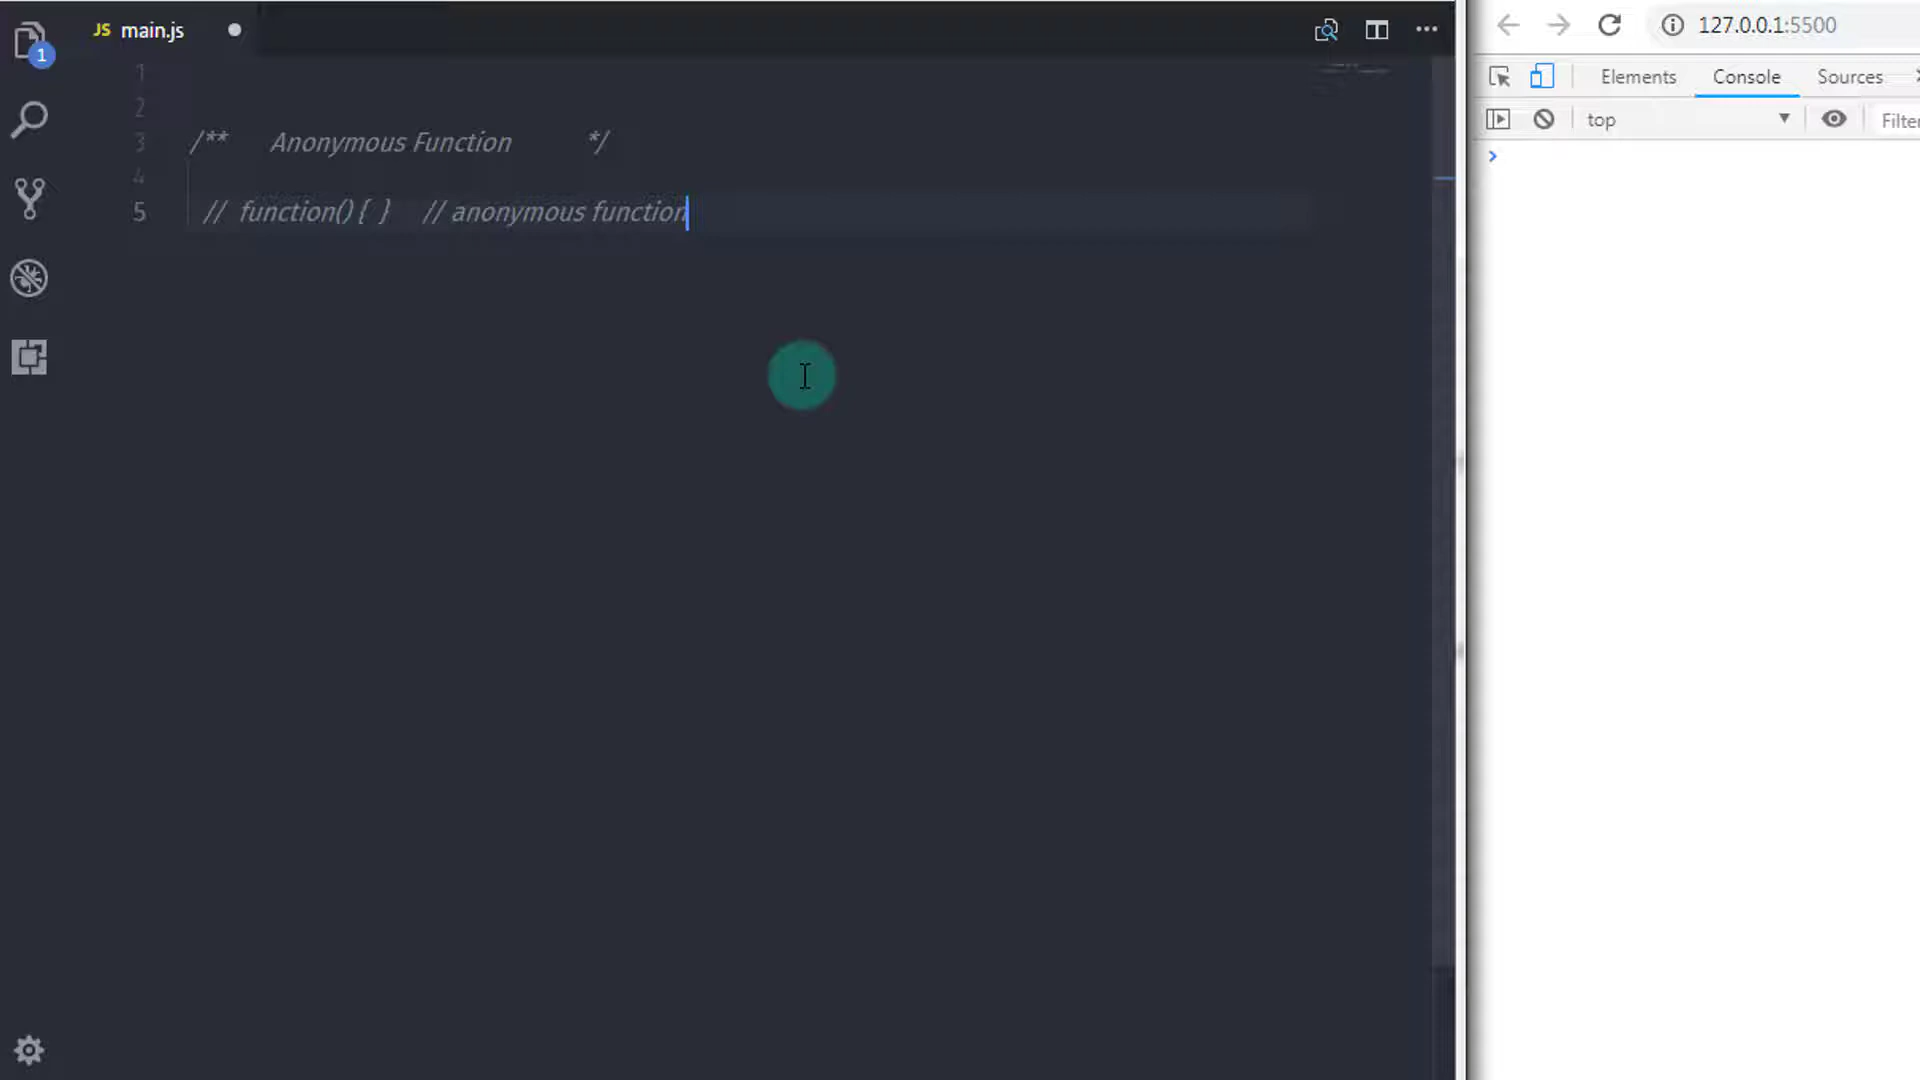 JS main.js
1
1
2
3 /** Anonymous Function */
4
5 // function(){ } // anonymous function
127.0.0.1:5500
Elements Console Sources
top Filter